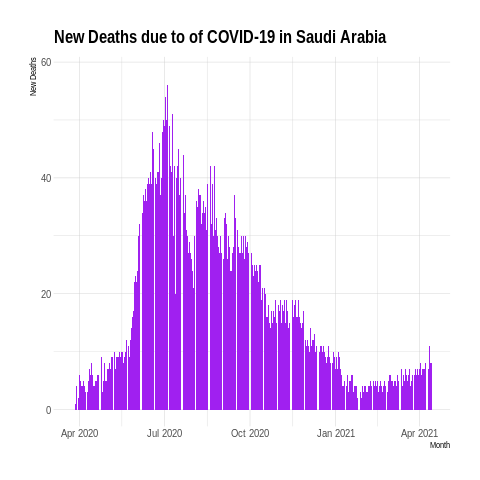 New Deaths due to of COVID-19 in Saudi Arabia
New Deaths
60
40
20
0
Apr 2020 Jul 2020 Oct 2020 Jan 2021 Apr 2021
Month